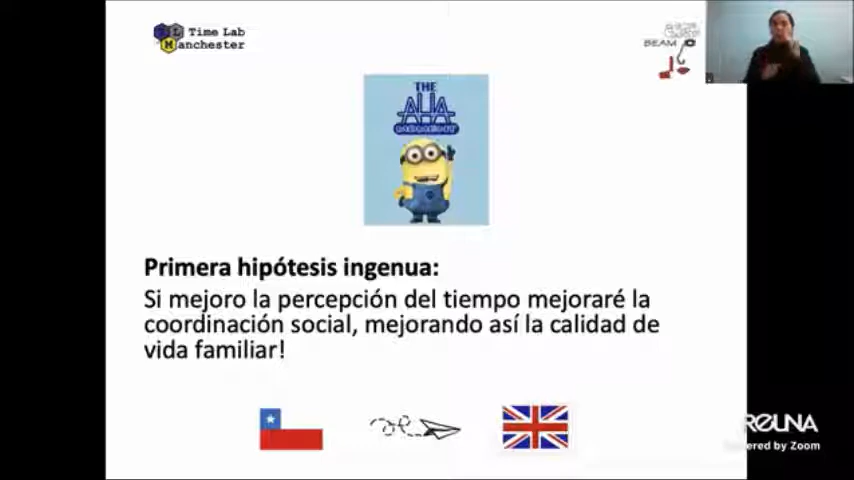 Time Lab
Manchester
BEAM
THE
AHA
Primera hipótesis ingenua:
Si mejoro la percepción del tiempo mejoraré la
coordinación social, mejorando así la calidad de
vida familiar!
REUNA
Powered by Zoom